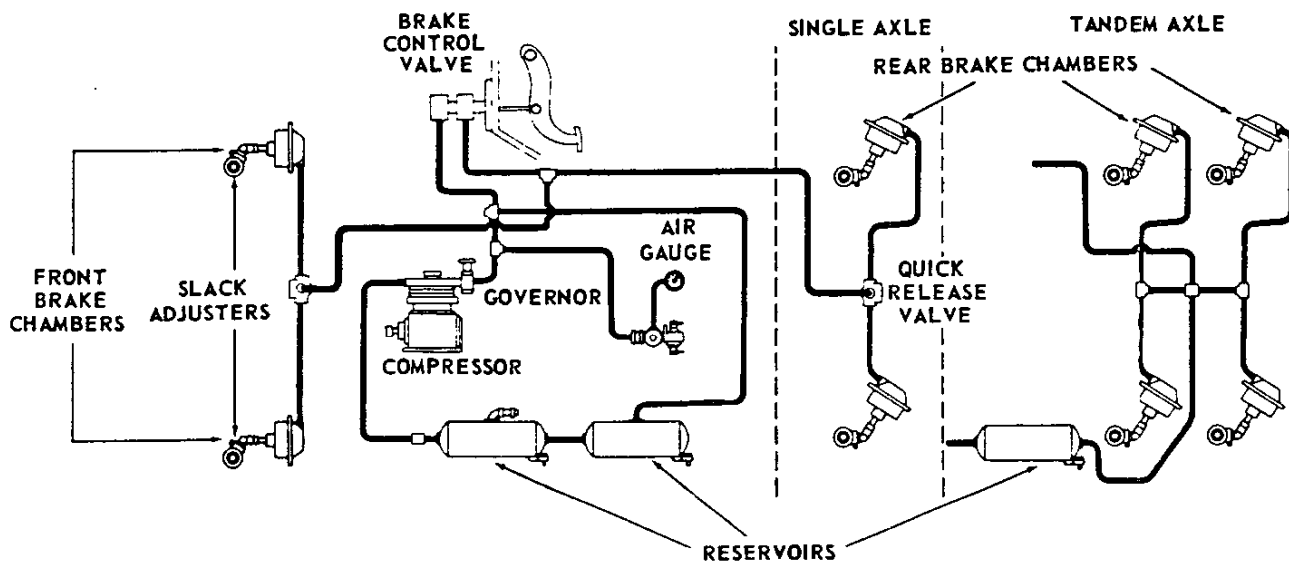 BRAKE
CONTROL
VALVE
SINGLE AXLE
TANDEM AXLE
REAR BRAKE CHAMBERS
AIR
GAUGE
FRONT
BRAKE
CHAMBERS
SLACK
ADJUSTERS
GOVERNOR
QUICK
RELEASE
VALVE
COMPRESSOR
RESERVOIRS